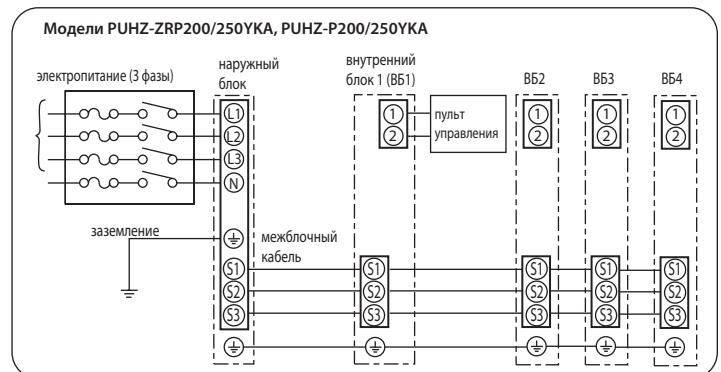 Модели PUHZ-ZRP200/250YKA, PUHZ-P200/250YKA
электропитание (3 фазы)
наружный
блок
внутренний
блок 1 (ВБ1)
ВБ2
ВБ3
ВБ4
L1
L2
L3
N
1
2
пульт
управления
1
2
1
2
1
2
заземление
межблочный
кабель
S1
S2
S3
S1
S2
S3
S1
S2
S3
S1
S2
S3
S1
S2
S3